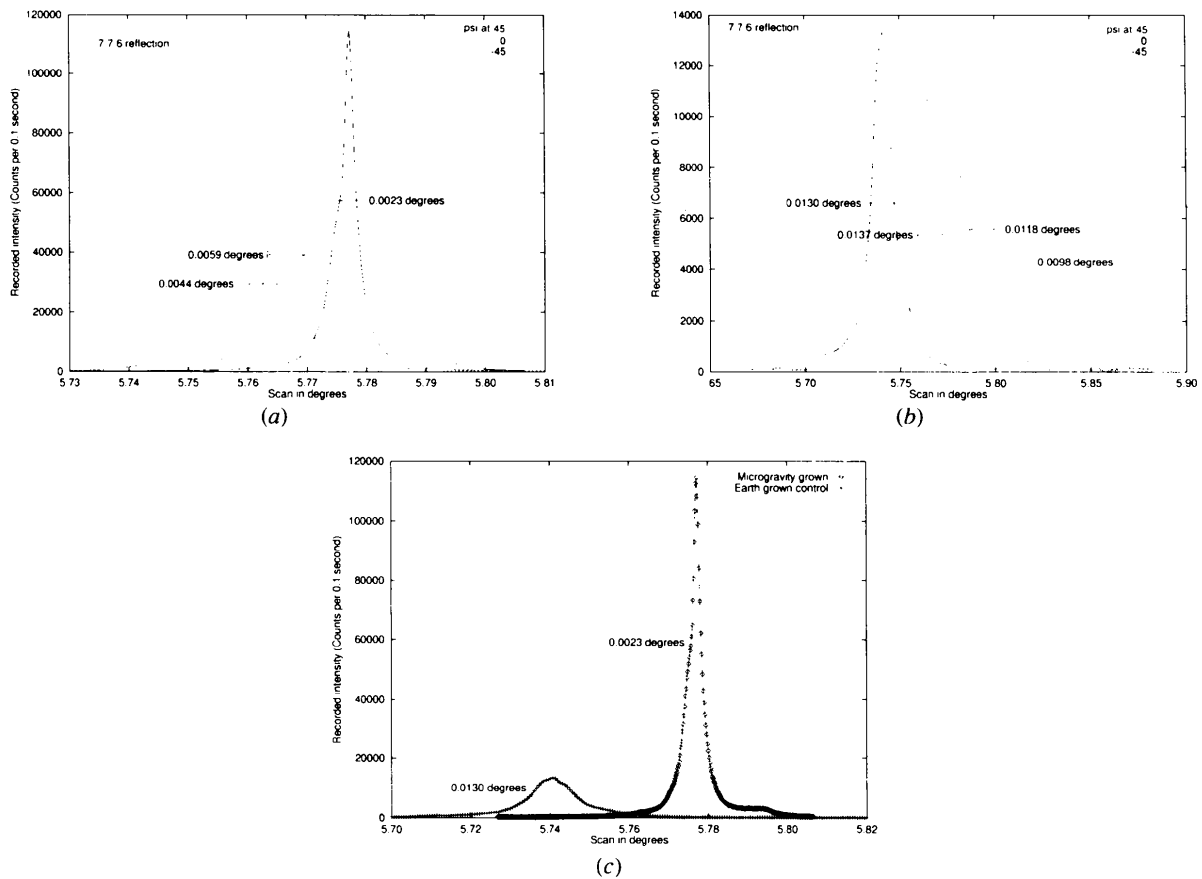 120000
100000
80000
60000
40000
20000
0
7 7 6 reflection
psi at 45
0
-45
0.0023 degrees
0.0059 degrees
0.0044 degrees
5.73 5.74 5.75 5.76 5.77 5.78 5.79 5.80 5.81
Recorded intensity (Counts per 0.1 second)
Scan in degrees
(a)
14000
12000
10000
8000
6000
4000
2000
0
7 7 6 reflection
psi at 45
0
-45
0.0130 degrees
0.0137 degrees
0.0118 degrees
0.0098 degrees
65 5.70 5.75 5.80 5.85 5.90
Recorded intensity (Counts per 0.1 second)
Scan in degrees
(b)
120000
100000
80000
60000
40000
20000
0
Microgravity grown
Earth grown control
0.0023 degrees
0.0130 degrees
5.70 5.72 5.74 5.76 5.78 5.80 5.82
Recorded intensity (Counts per 0.1 second)
Scan in degrees
(c)